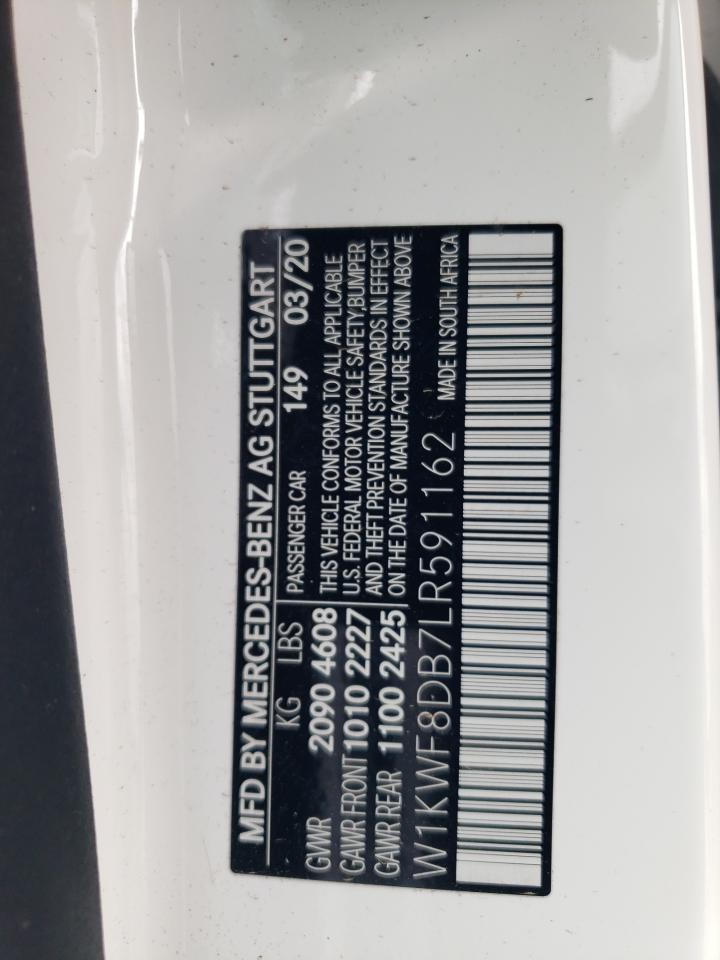 MFD BY MERCEDES-BENZ AG STUTTGART
KG LBS
GVWR 2090 4608
GAWR FRONT 1010 2227
GAWR REAR 1100 2425
PASSENGER CAR 149 03/20
THIS VEHICLE CONFORMS TO ALL APPLICABLE
U.S. FEDERAL MOTOR VEHICLE SAFETY,BUMPER
AND THEFT PREVENTION STANDARDS IN EFFECT
ON THE DATE OF MANUFACTURE SHOWN ABOVE
W1KWF8DB7LR591162 MADE IN SOUTH AFRICA